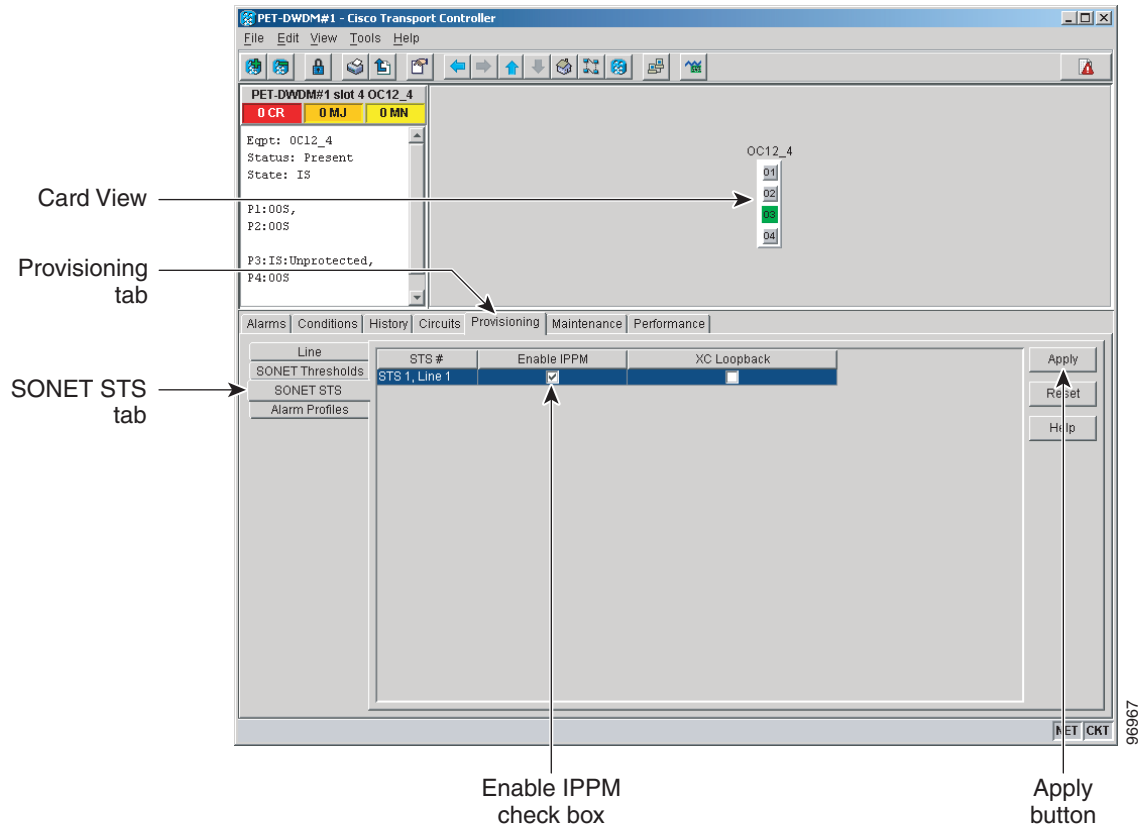 PET-DWDM#1 - Cisco Transport Controller
File Edit View Tools Help
PET-DWDM#1 slot 4 OC12_4
0 CR 0 MJ 0 MN
Eqpt: OC12_4
Status: Present
State: IS
P1:OOS,
P2:OOS
P3:IS:Unprotected,
P4:OOS
OC12_4
01
02
03
04
Card View
Provisioning
tab
SONET STS
tab
Alarms Conditions History Circuits Provisioning Maintenance Performance
Line
SONET Thresholds
SONET STS
Alarm Profiles
STS # Enable IPPM XC Loopback
STS 1, Line 1
Apply
Reset
Help
NET CKT
96967
Enable IPPM
check box
Apply
button